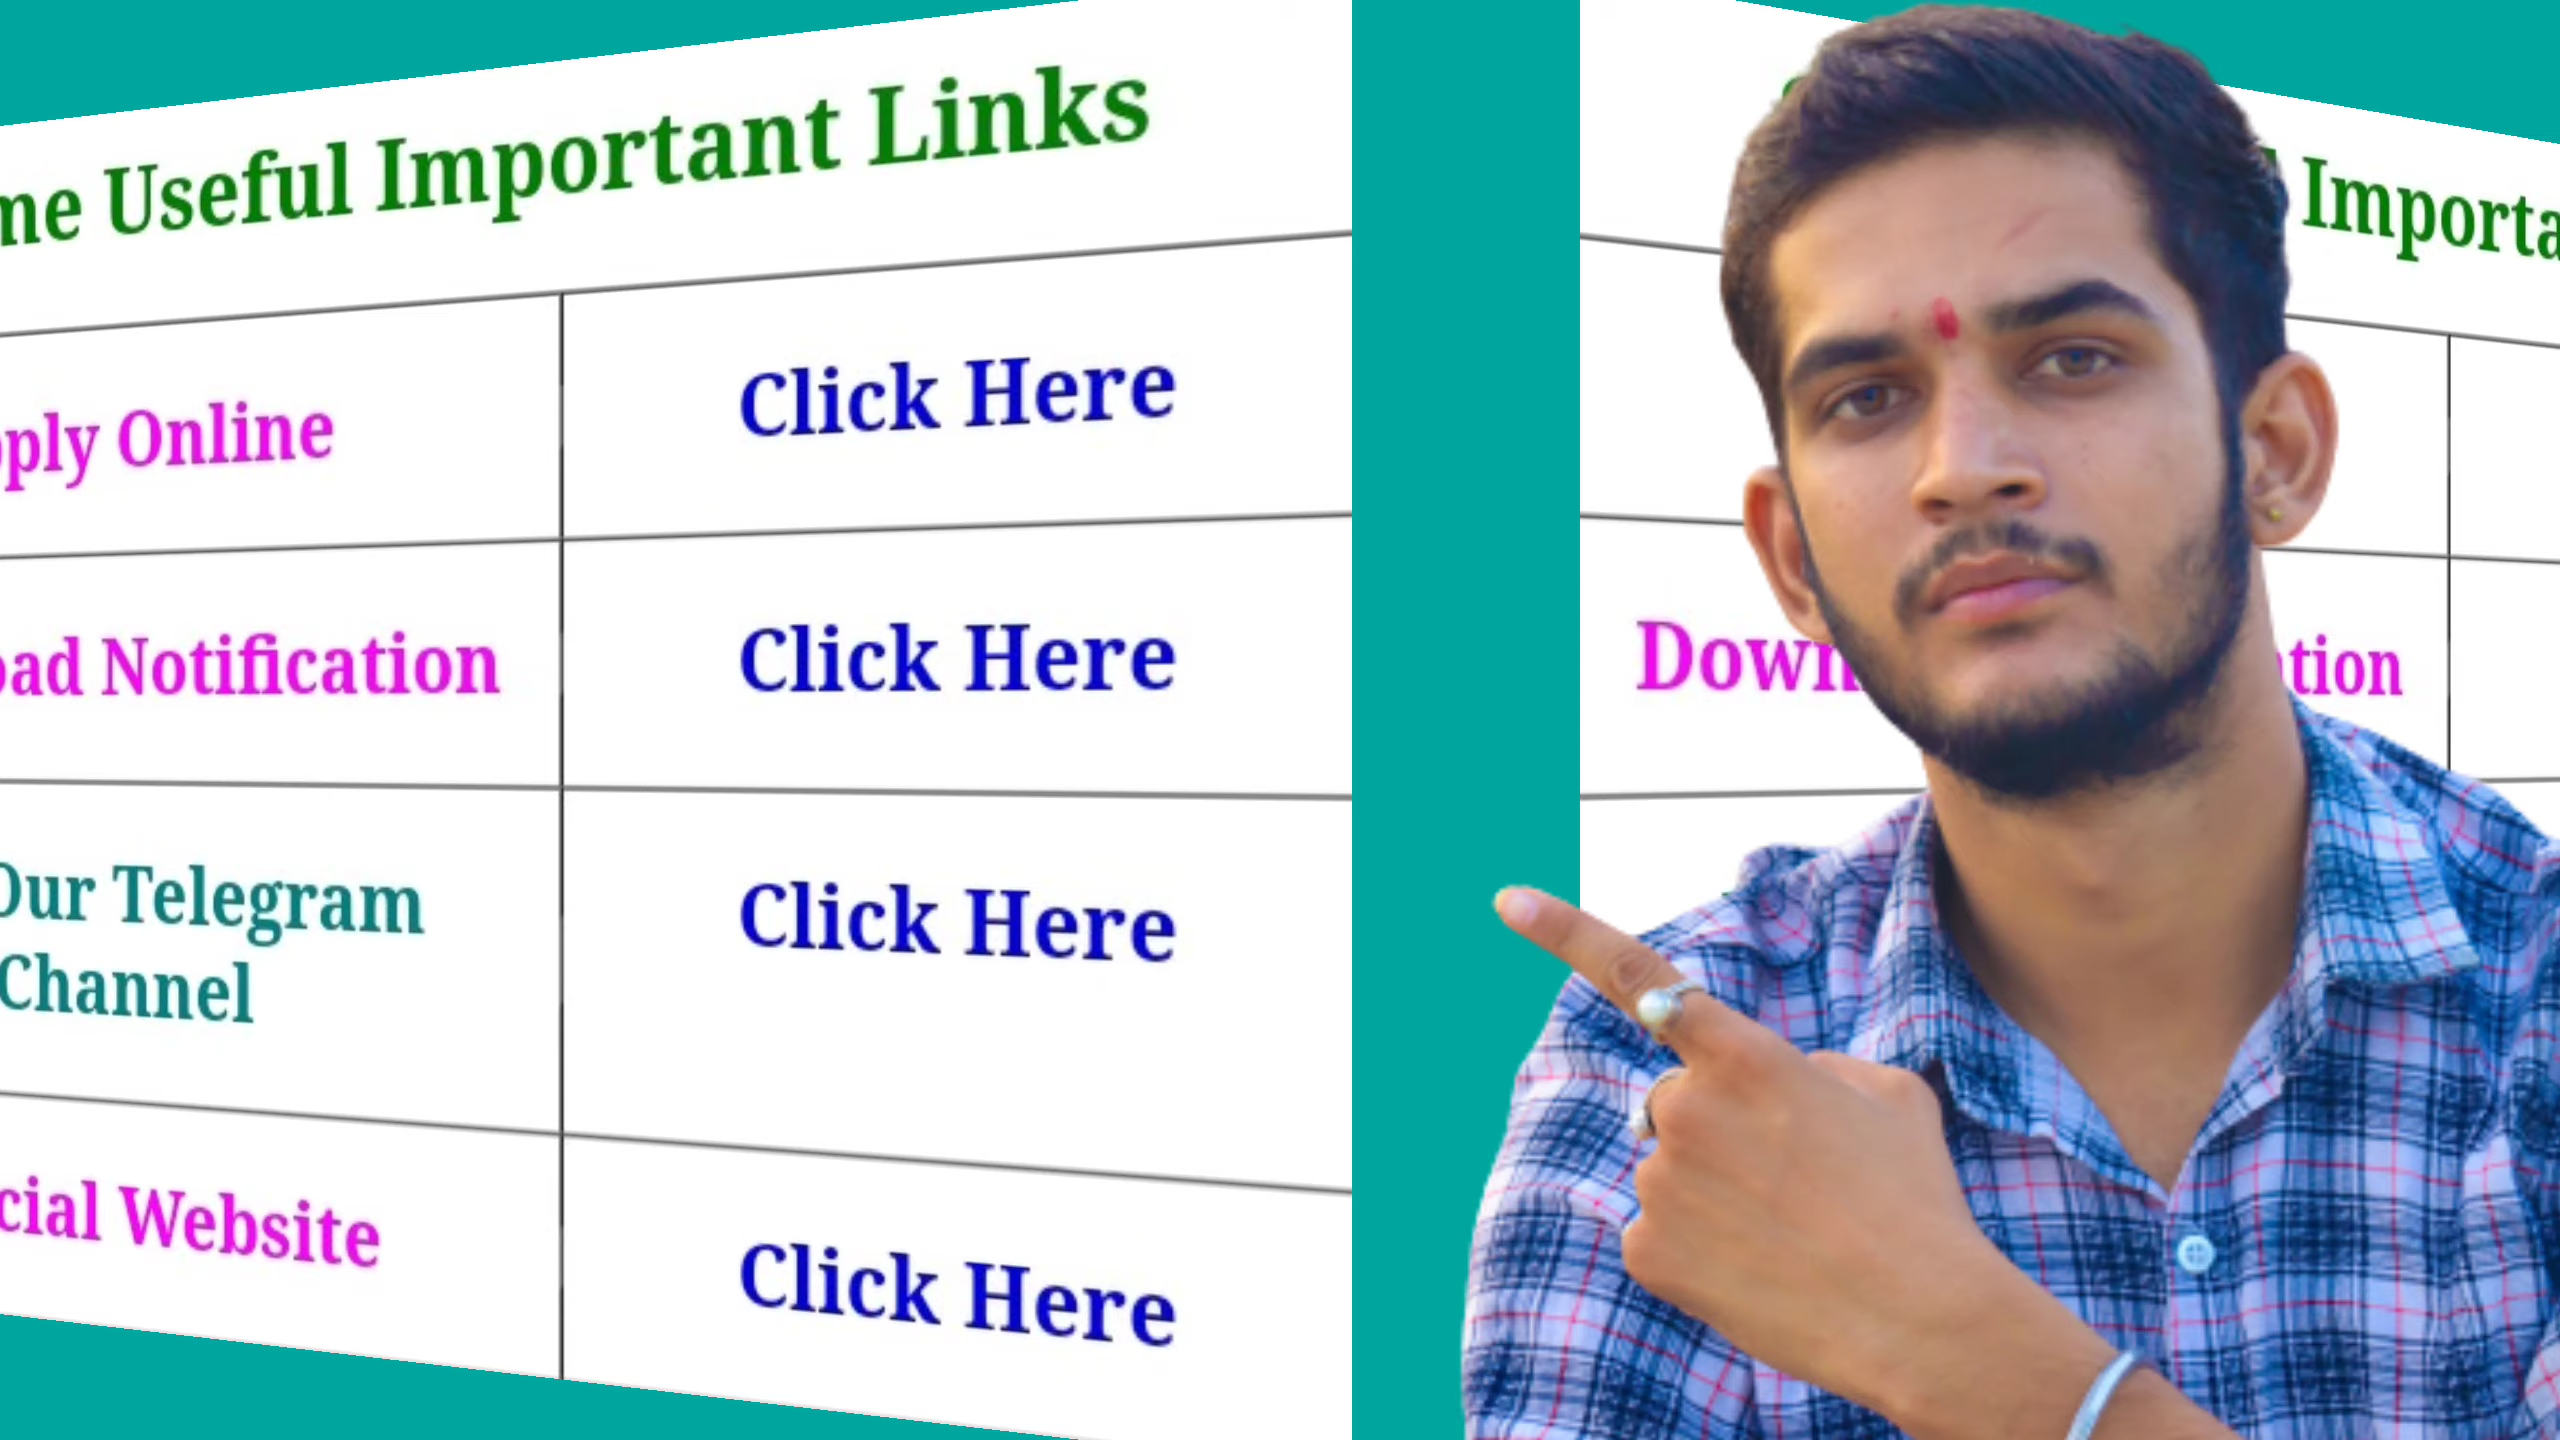 me Useful Important Links
pply Online
Click Here
oad Notification
Click Here
Our Telegram
Channel
Click Here
cial Website
Click Here
Importa
Down
ation